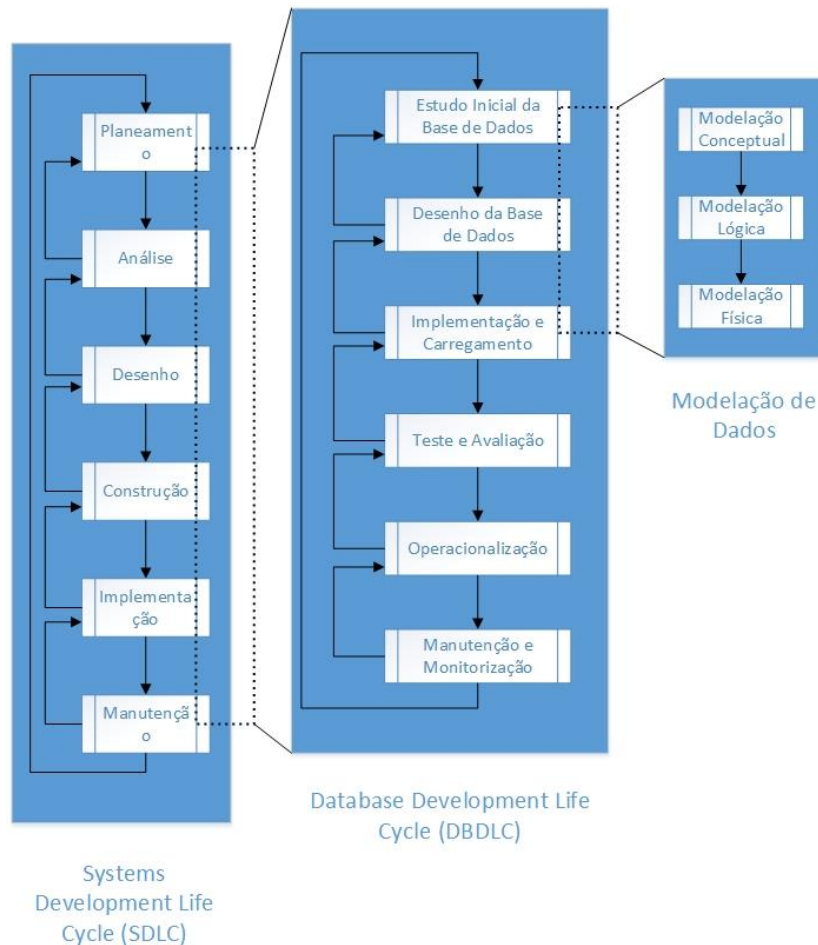 Planeament
o
Análise
Desenho
Construção
Implementa
ção
Manutençã
o
Systems
Development Life
Cycle (SDLC)
Estudo Inicial da
Base de Dados
Desenho da Base
de Dados
Implementação e
Carregamento
Teste e Avaliação
Operacionalização
Manutenção e
Monitorização
Database Development Life
Cycle (DBDLC)
Modelação
Conceptual
Modelação
Lógica
Modelação
Física
Modelação de
Dados